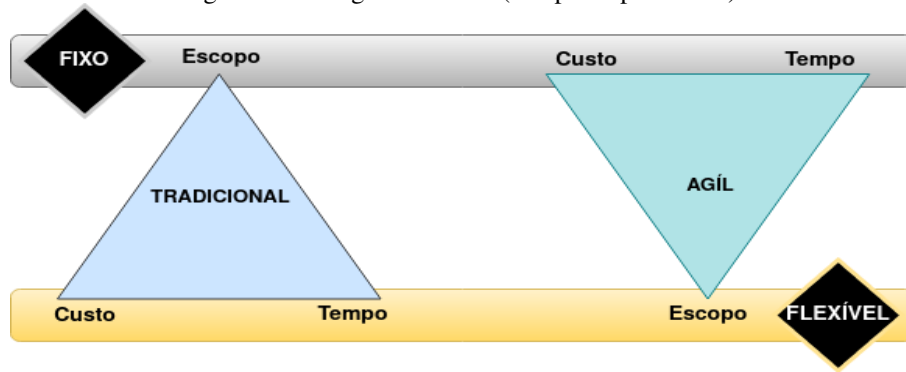 FIXO
Escopo
Custo
Tempo
TRADICIONAL
AGÍL
Custo
Tempo
Escopo
FLEXÍVEL